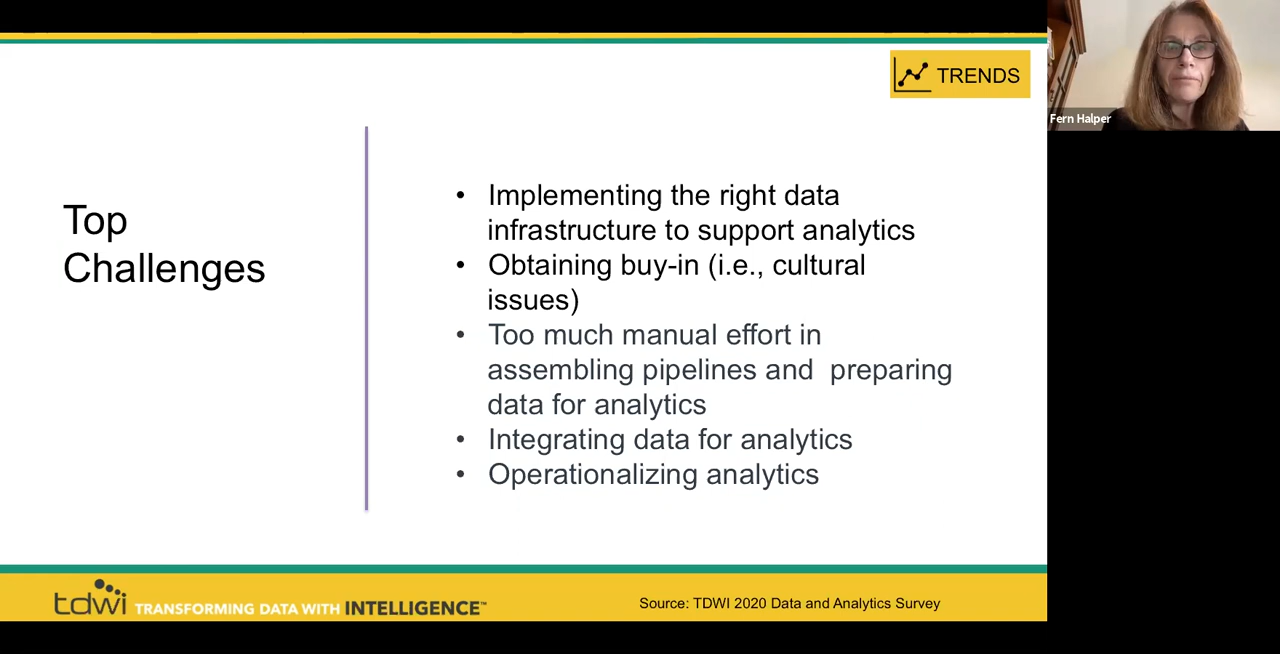 TRENDS
Fern Halper
Top
Challenges
• Implementing the right data
infrastructure to support analytics
• Obtaining buy-in (i.e., cultural
issues)
• Too much manual effort in
assembling pipelines and  preparing
data for analytics
• Integrating data for analytics
• Operationalizing analytics
tdwi TRANSFORMING DATA WITH INTELLIGENCE™
Source: TDWI 2020 Data and Analytics Survey